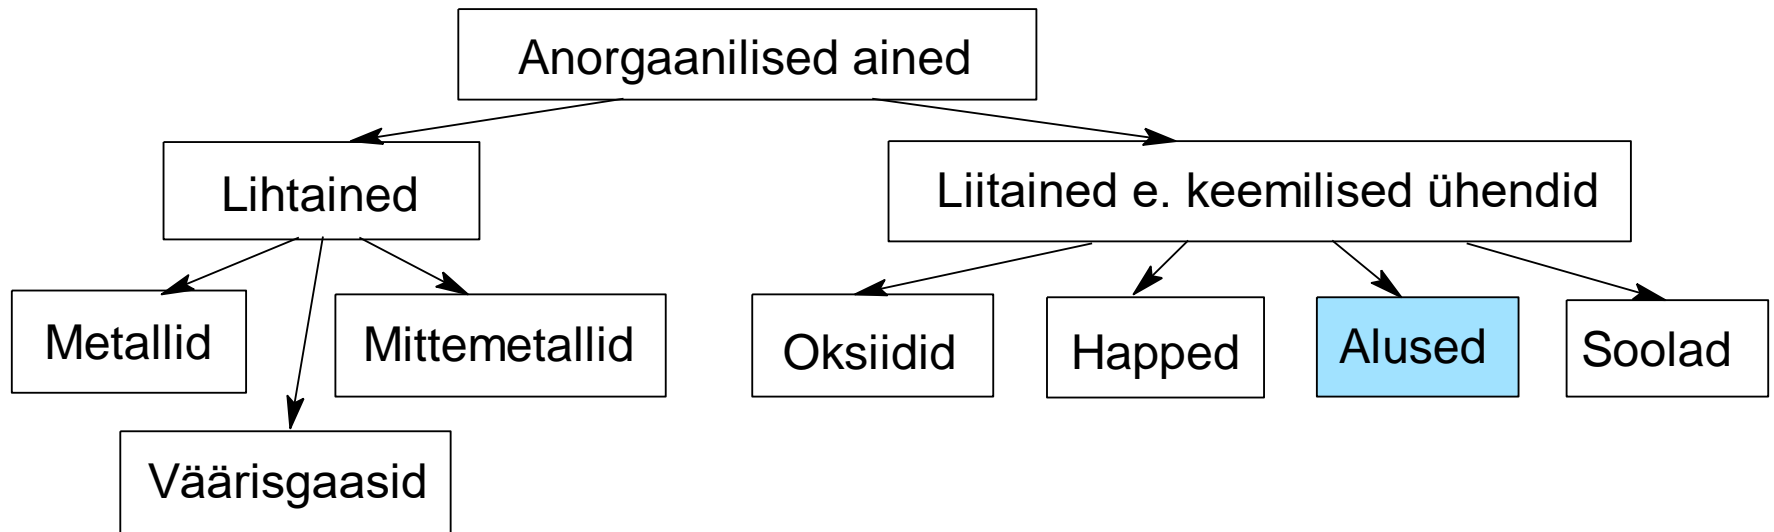 Anorgaanilised ained
Lihtained
Liitained e. keemilised ühendid
Metallid
Mittemetallid
Oksiidid
Happed
Alused
Soolad
Väärisgaasid